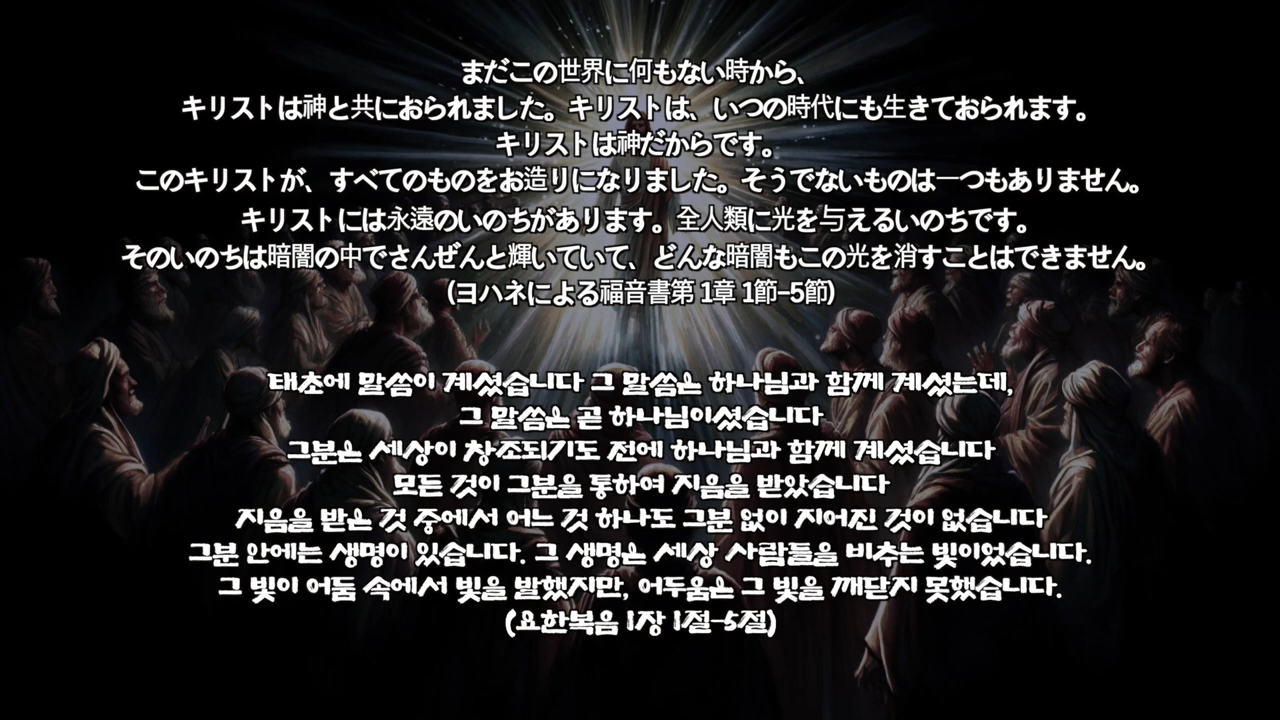 まだこの世界に何もない時から、
キリストは神と共におられました。キリストは、いつの時代にも生きておられます。
キリストは神だからです。
このキリストが、すべてのものをお造りになりました。そうでないものは一つもありません。
キリストには永遠のいのちがあります。全人類に光を与えるいのちです。
そのいのちは暗闇の中でさんぜんと輝いていて、どんな暗闇もこの光を消すことはできません。
(ヨハネによる福音書第 1章 1節-5節)
태초에 말씀이 계셨습니다 그 말씀은 하나님과 함께 계셨는데,
그 말씀은 곧 하나님이셨습니다
그분은 세상이 창조되기도 전에 하나님과 함께 계셨습니다
모든 것이 그분을 통하여 지음을 받았습니다
지음을 받은 것 중에서 어느 것 하나도 그분 없이 지어진 것이 없습니다
그분 안에는 생명이 있습니다. 그 생명은 세상 사람들을 비추는 빛이었습니다.
그 빛이 어둠 속에서 빛을 발했지만, 어두움은 그 빛을 깨닫지 못했습니다.
(요한복음 1장 1절-5절)